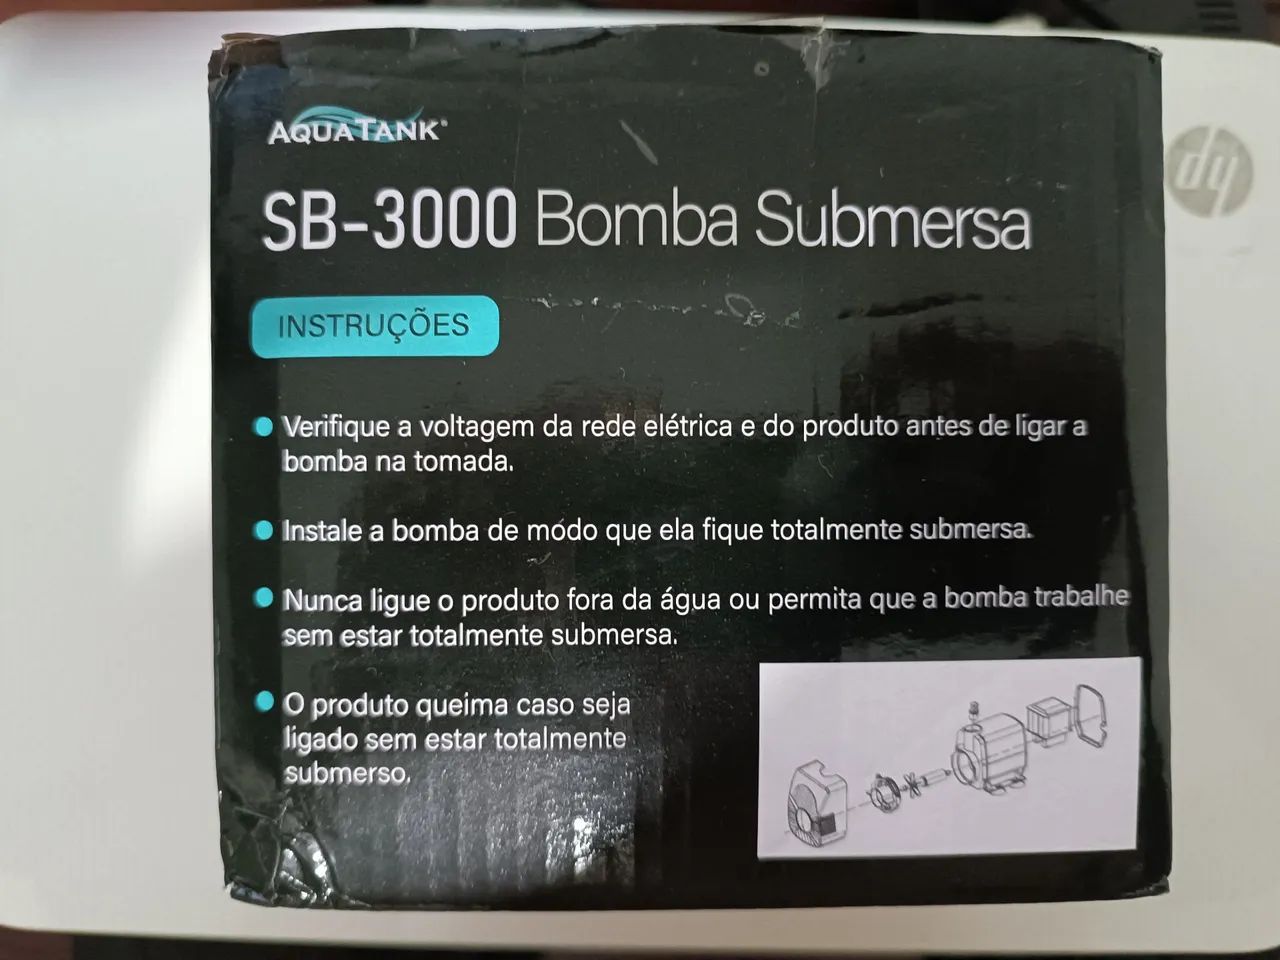 AQUATANK®
SB-3000 Bomba Submersa
INSTRUÇÕES
Verifique a voltagem da rede elétrica e do produto antes de ligar a
bomba na tomada.
Instale a bomba de modo que ela fique totalmente submersa.
Nunca ligue o produto fora da água ou permita que a bomba trabalhe
sem estar totalmente submersa.
O produto queima caso seja
ligado sem estar totalmente
submerso.
hp